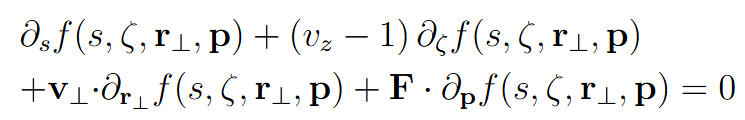 ∂ₛf(s, ζ, r⊥, p) + (v_z − 1) ∂_ζ f(s, ζ, r⊥, p)
+v⊥·∂_{r⊥} f(s, ζ, r⊥, p) + F · ∂_p f(s, ζ, r⊥, p) = 0